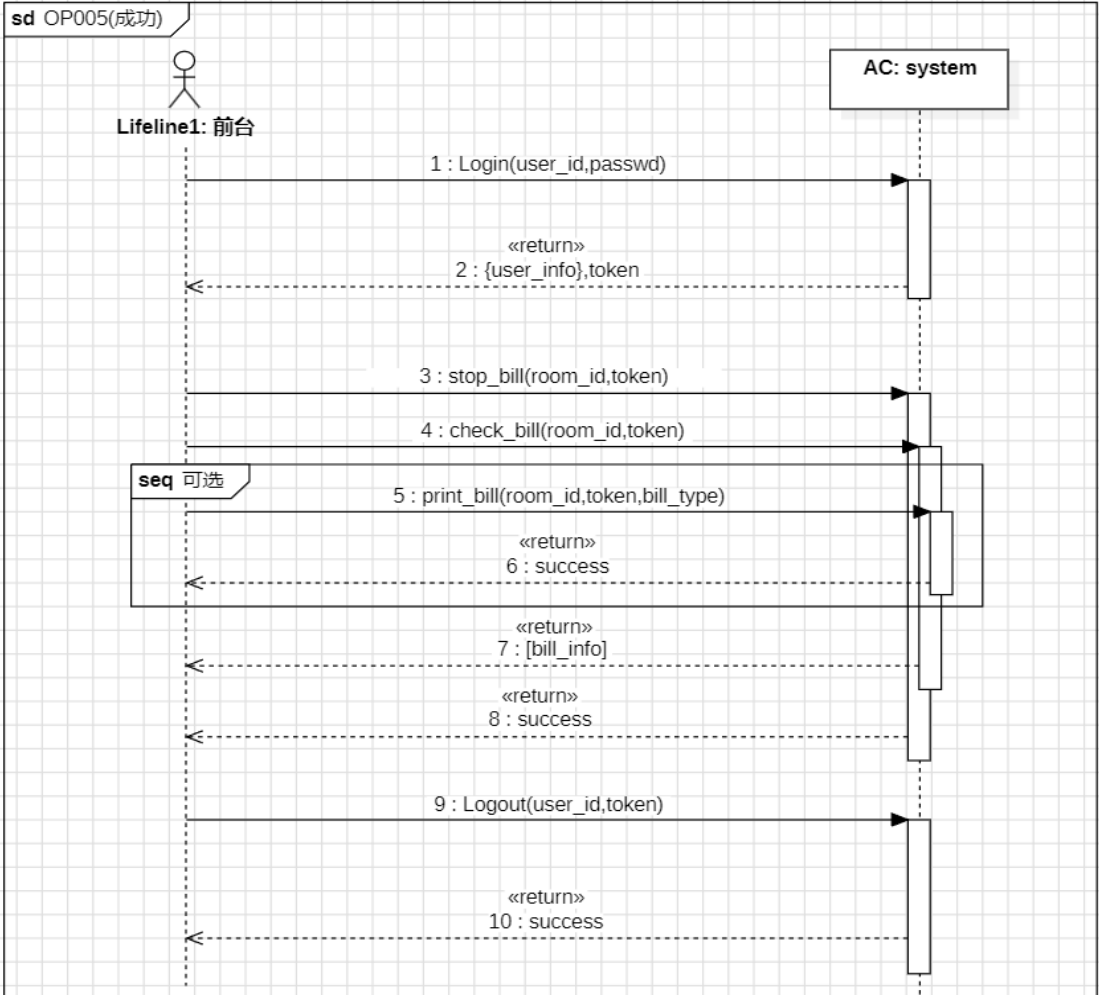 sd OP005(成功)
AC: system
Lifeline1: 前台
1 : Login(user_id,passwd)
«return»
2 : {user_info},token
3 : stop_bill(room_id,token)
4 : check_bill(room_id,token)
seq 可选
5 : print_bill(room_id,token,bill_type)
«return»
6 : success
«return»
7 : [bill_info]
«return»
8 : success
9 : Logout(user_id,token)
«return»
10 : success